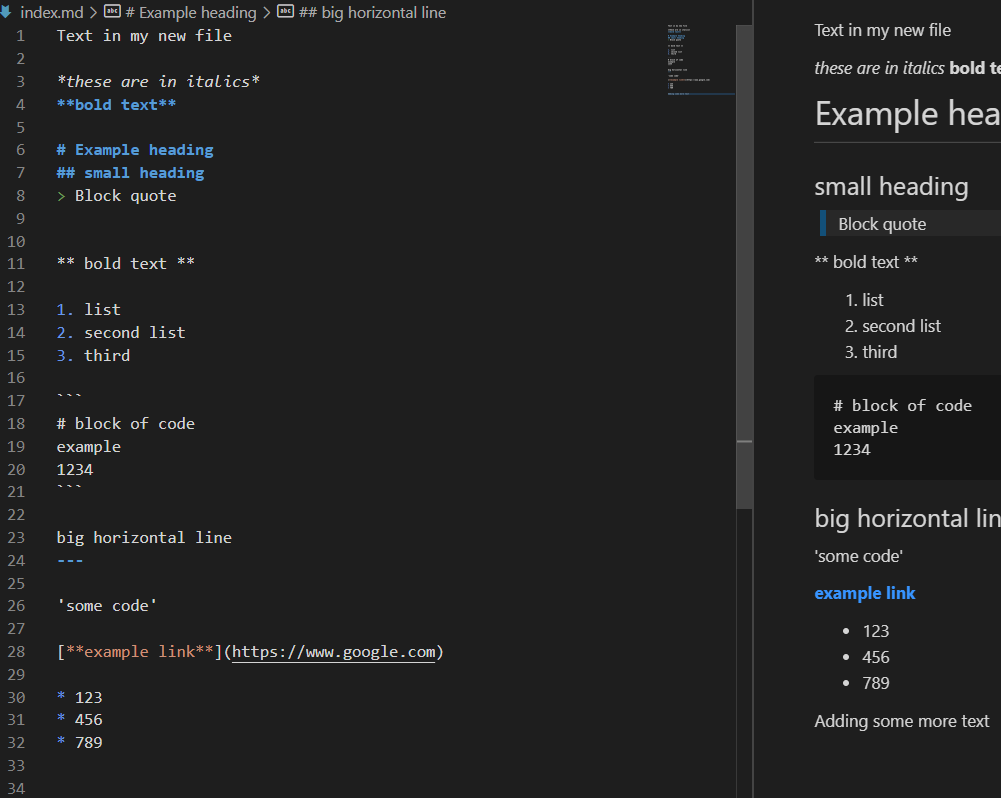 index.md > # Example heading > ## big horizontal line
1 Text in my new file
2
3 *these are in italics*
4 **bold text**
5
6 # Example heading
7 ## small heading
8 > Block quote
9
10
11 ** bold text **
12
13 1. list
14 2. second list
15 3. third
16
17 ```
18 # block of code
19 example
20 1234
21 ```
22
23 big horizontal line
24 ---
25
26 'some code'
27
28 [**example link**](https://www.google.com)
29
30 * 123
31 * 456
32 * 789
33
34
Text in my new file
these are in italics bold te
Example hea
small heading
Block quote
** bold text **
1. list
2. second list
3. third
# block of code
example
1234
big horizontal lin
'some code'
example link
• 123
• 456
• 789
Adding some more text